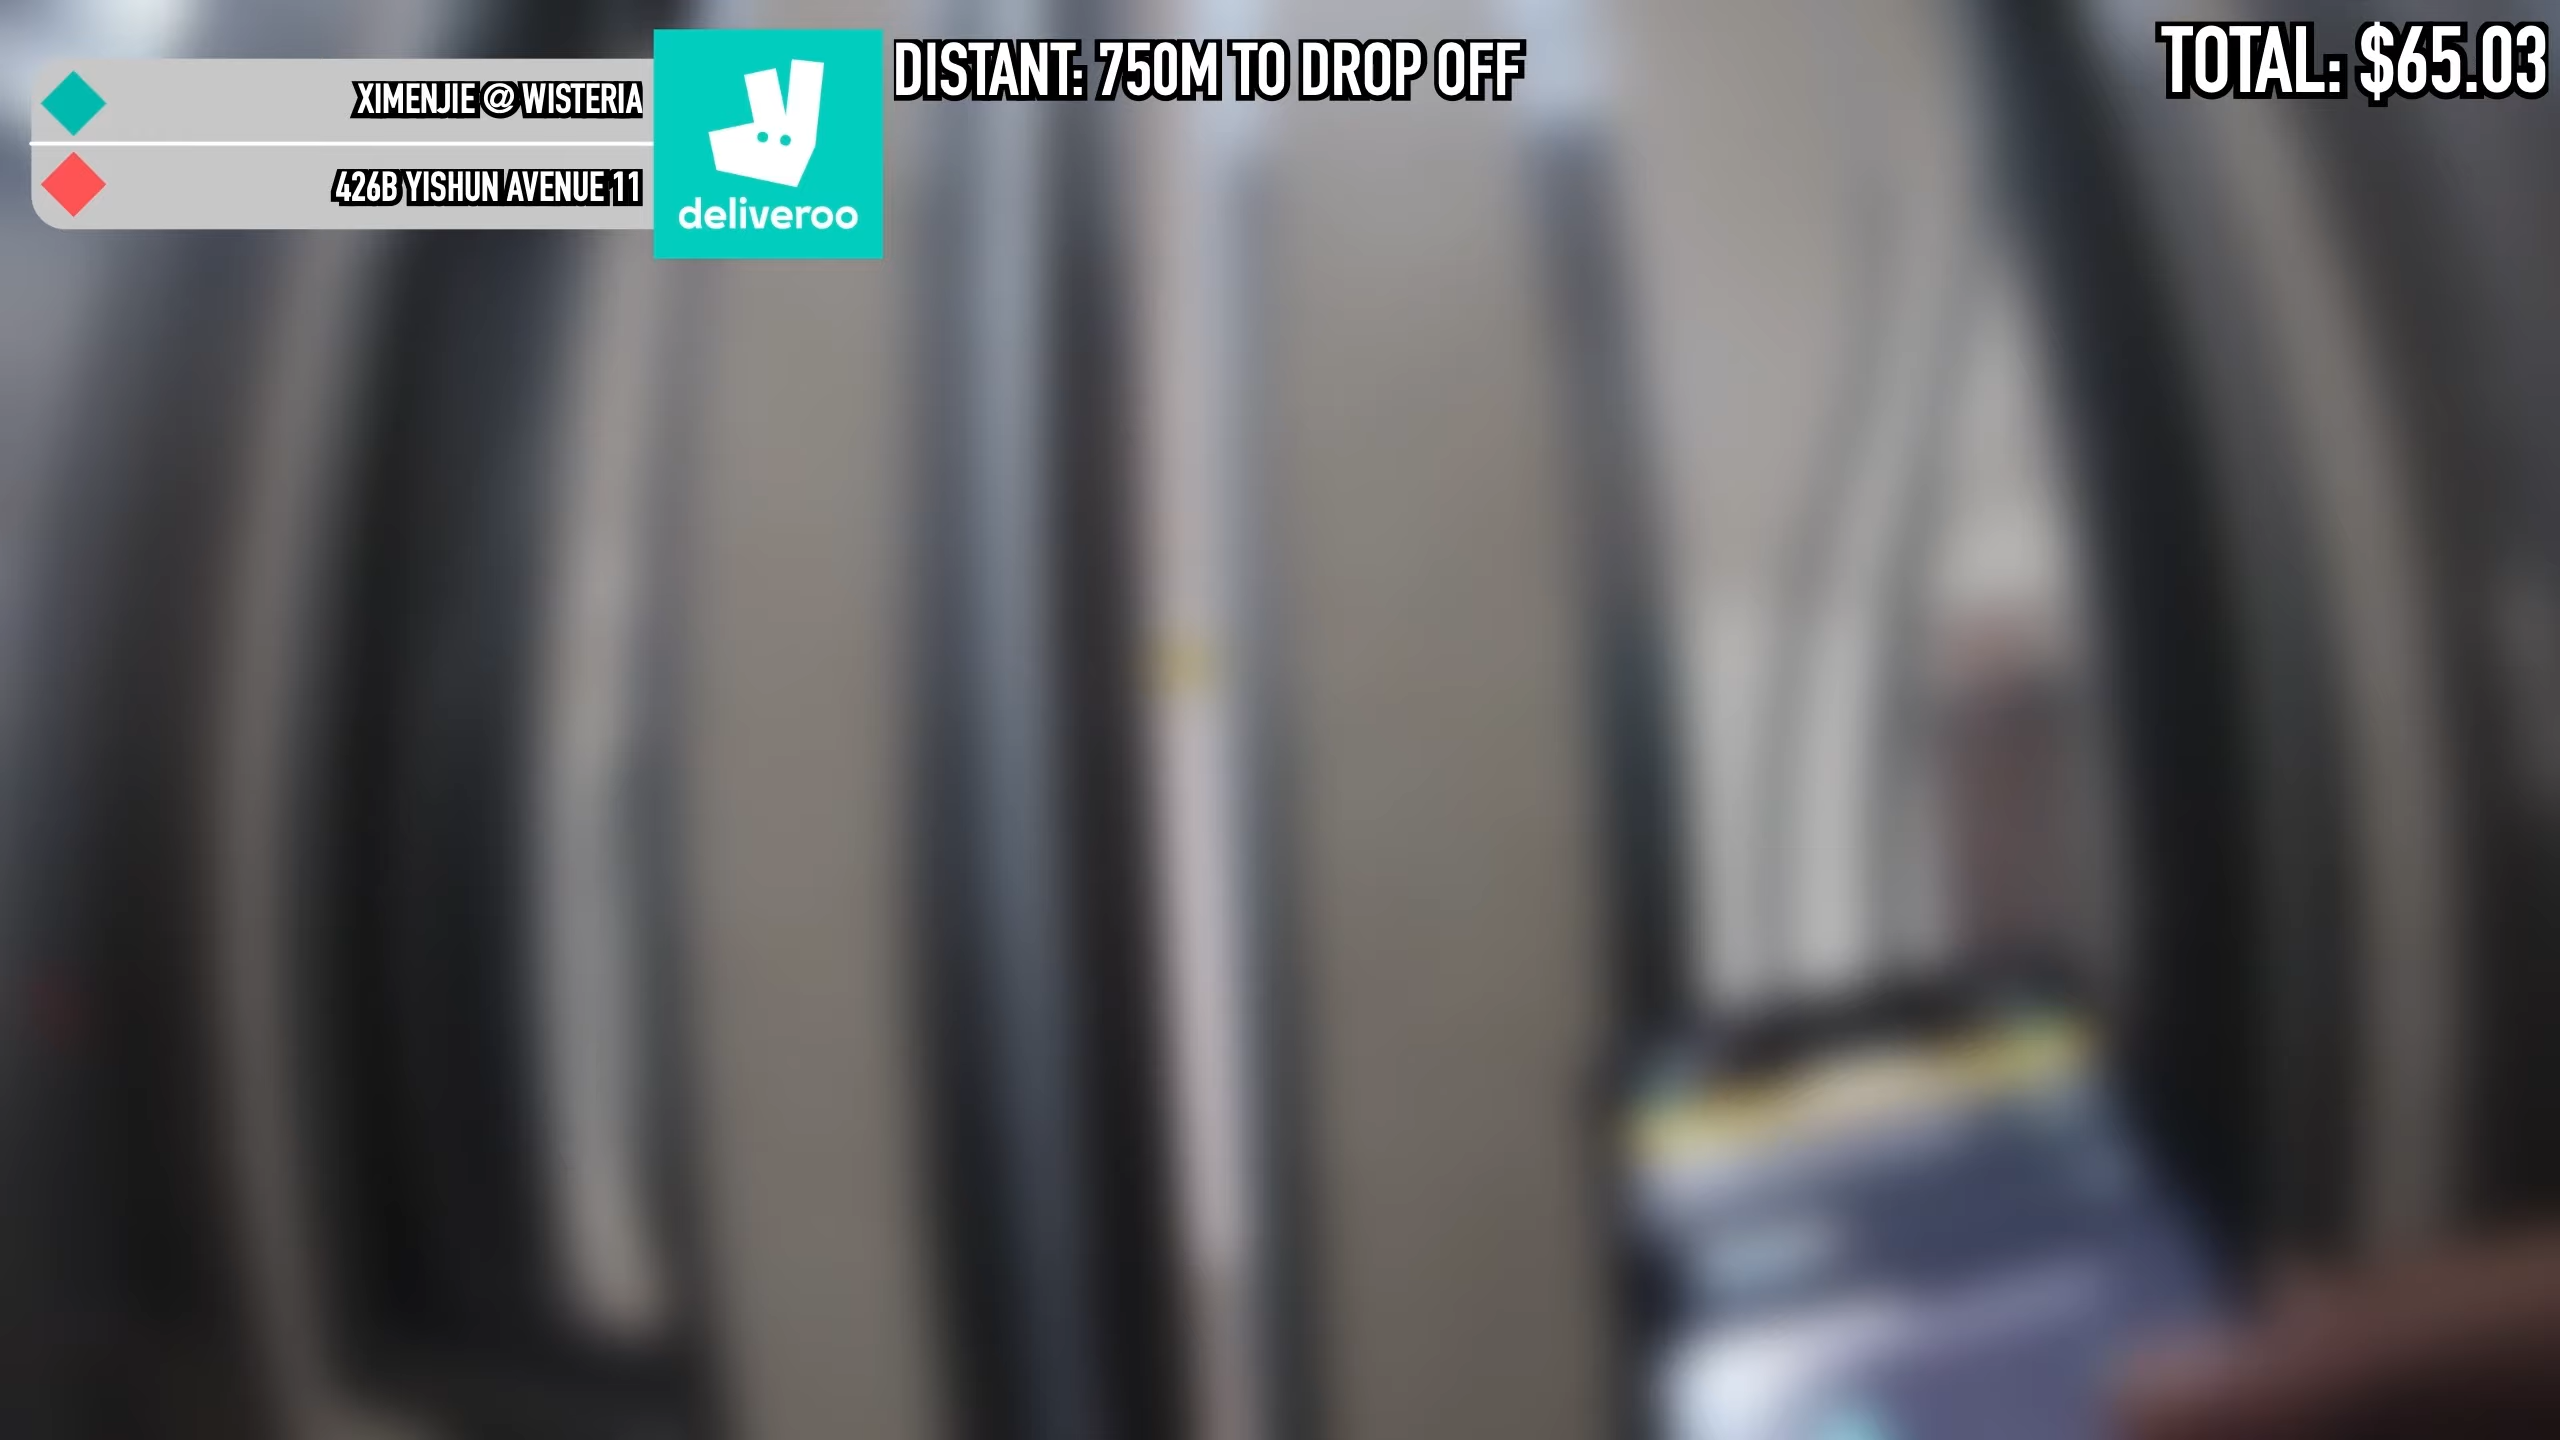 XIMENJIE @ WISTERIA
426B YISHUN AVENUE 11
deliveroo
DISTANT: 750M TO DROP OFF
TOTAL: $65.03